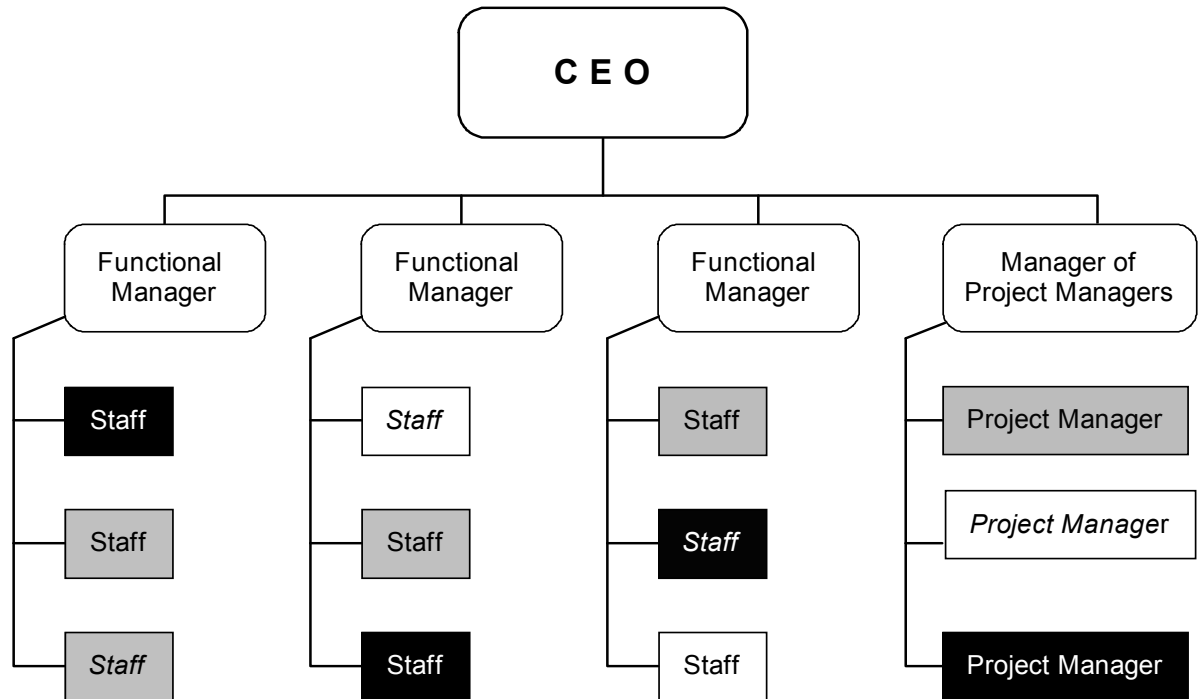 C E O
Functional
Manager
Functional
Manager
Functional
Manager
Manager of
Project Managers
Staff
Staff
Staff
Project Manager
Staff
Staff
Staff
Project Manager
Staff
Staff
Staff
Project Manager